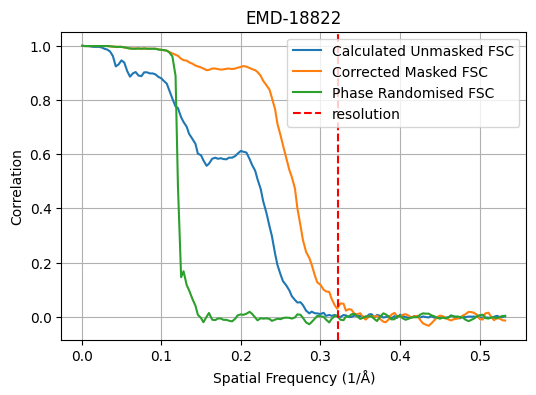 EMD-18822
Calculated Unmasked FSC
Corrected Masked FSC
Phase Randomised FSC
resolution
Correlation
1.0
0.8
0.6
0.4
0.2
0.0
0.0 0.1 0.2 0.3 0.4 0.5
Spatial Frequency (1/Å)